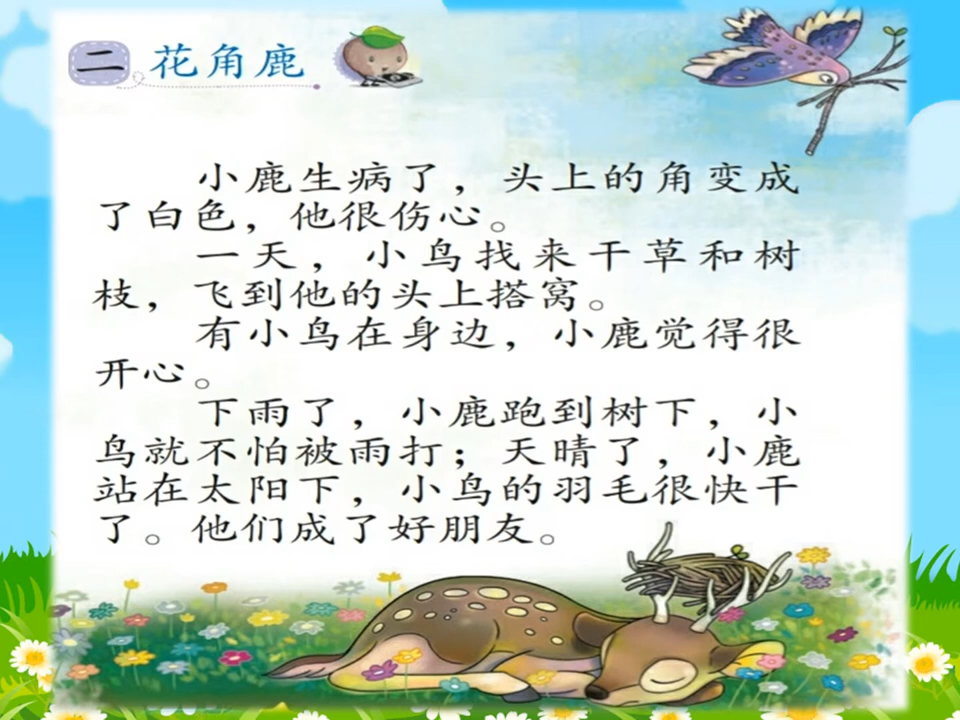 二 花角鹿
小鹿生病了，头上的角变成
了白色，他很伤心。
一天，小鸟找来干草和树
枝，飞到他的头上搭窝。
有小鸟在身边，小鹿觉得很
开心。
下雨了，小鹿跑到树下，小
鸟就不怕被雨打；天晴了，小鹿
站在太阳下，小鸟的羽毛很快干
了。他们成了好朋友。